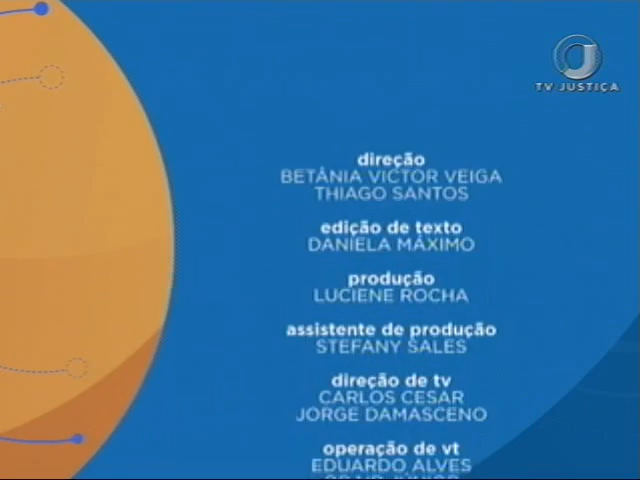 TV JUSTIÇA
direção
BETÂNIA VICTOR VEIGA
THIAGO SANTOS
edição de texto
DANIELA MÁXIMO
produção
LUCIENE ROCHA
assistente de produção
STEFANY SALES
direção de tv
CARLOS CESAR
JORGE DAMASCENO
operação de vt
EDUARDO ALVES